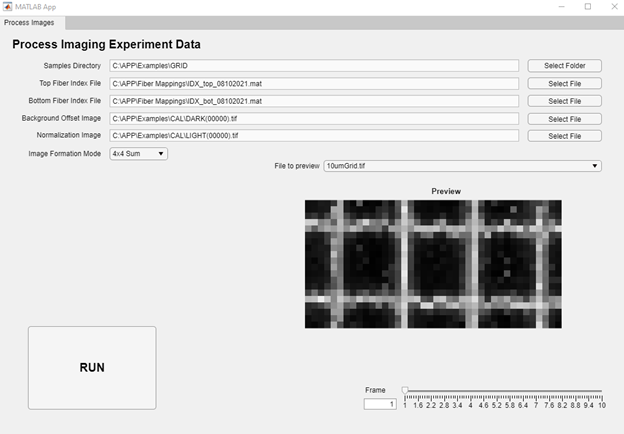 MATLAB App
Process Images
Process Imaging Experiment Data
Samples Directory C:\APP\Examples\GRID Select Folder
Top Fiber Index File C:\APP\Fiber Mappings\IDX_top_08102021.mat Select File
Bottom Fiber Index File C:\APP\Fiber Mappings\IDX_bot_08102021.mat Select File
Background Offset Image C:\APP\Examples\CAL\DARK(00000).tif Select File
Normalization Image C:\APP\Examples\CAL\LIGHT(00000).tif Select File
Image Formation Mode 4x4 Sum
File to preview 10umGrid.tif
Preview
RUN
Frame
1 1 1.6 2.2 2.8 3.4 4 4.6 5.2 5.8 6.4 7 7.6 8.2 8.8 9.4 10